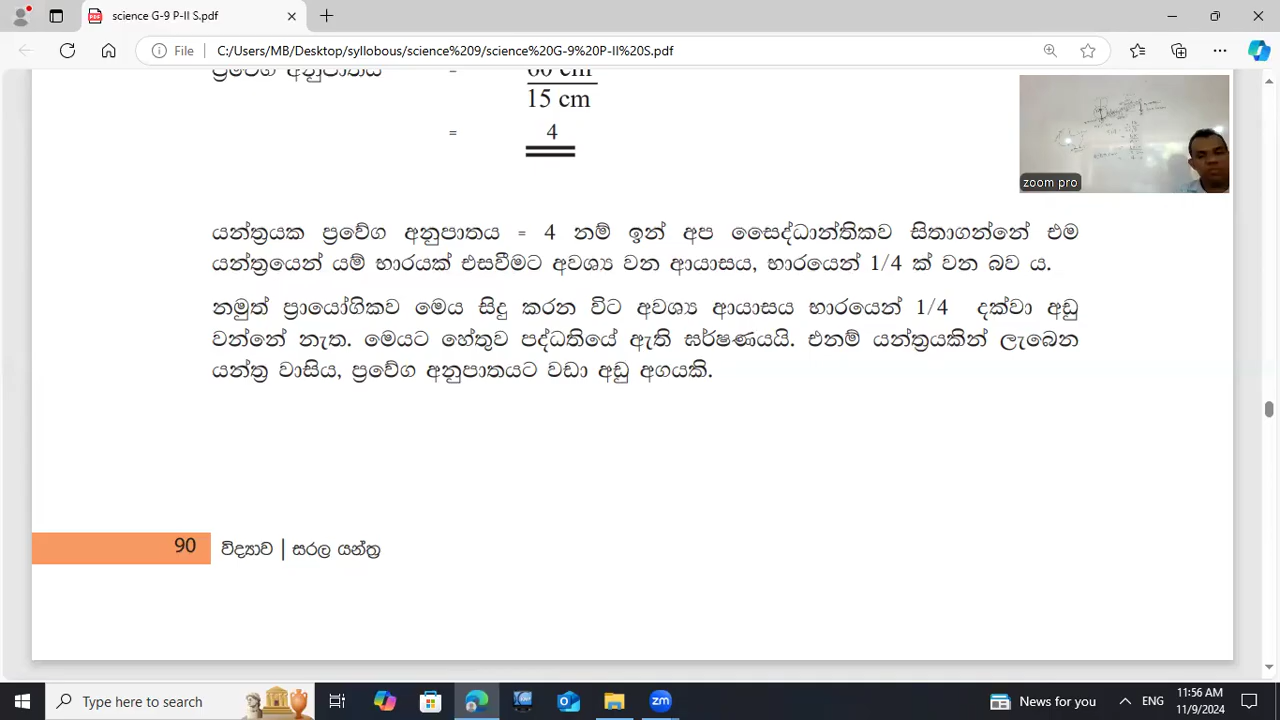 science G-9 P-II S.pdf
File
C:/Users/MB/Desktop/syllobous/science%209/science%20G-9%20P-II%20S.pdf
ප්‍රවේග අනුපාතය = 60 cm
15 cm
= 4
zoom pro
යන්ත්‍රයක ප්‍රවේග අනුපාතය = 4 නම් ඉන් අප සෛද්ධාන්තිකව සිතාගන්නේ එම
යන්ත්‍රයෙන් යම් භාරයක් එසවීමට අවශ්‍ය වන ආයාසය, භාරයෙන් 1/4 ක් වන බව ය.
නමුත් ප්‍රායෝගිකව මෙය සිදු කරන විට අවශ්‍ය ආයාසය භාරයෙන් 1/4 දක්වා අඩු
වන්නේ නැත. මෙයට හේතුව පද්ධතියේ ඇති ඝර්ෂණයයි. එනම් යන්ත්‍රයකින් ලැබෙන
යන්ත්‍ර වාසිය, ප්‍රවේග අනුපාතයට වඩා අඩු අගයකි.
90 විද්‍යාව | සරල යන්ත්‍ර
Type here to search
News for you
ENG
11:56 AM
11/9/2024